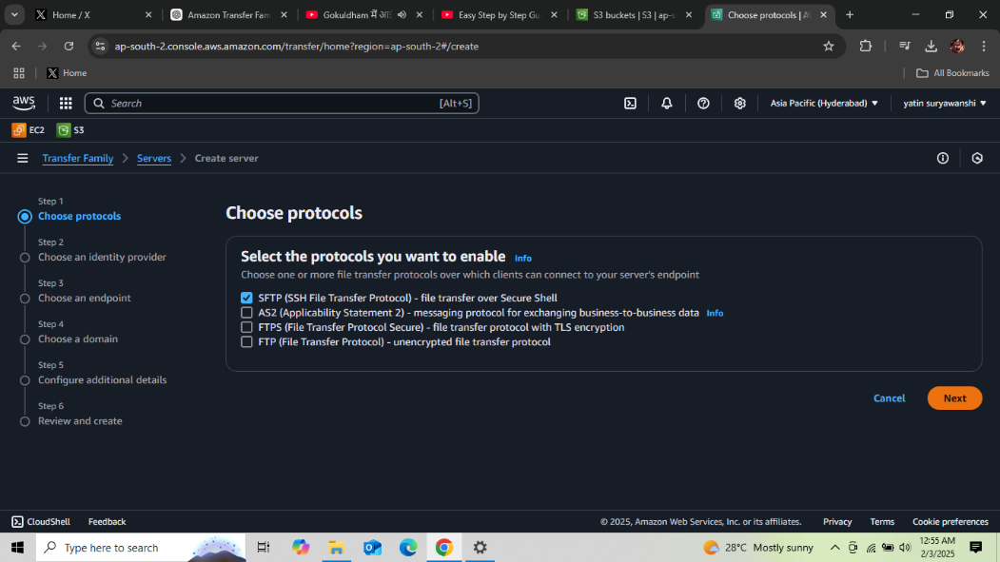 Home / X
Amazon Transfer Fam
Gokuldham में आई
Easy Step by Step Gu
S3 buckets | S3 | ap-s
Choose protocols | A
ap-south-2.console.aws.amazon.com/transfer/home?region=ap-south-2#/create
Home
All Bookmarks
aws
Search
[Alt+S]
Asia Pacific (Hyderabad)
yatin suryawanshi
EC2
S3
Transfer Family
Servers
Create server
Step 1
Choose protocols
Step 2
Choose an identity provider
Step 3
Choose an endpoint
Step 4
Choose a domain
Step 5
Configure additional details
Step 6
Review and create
Choose protocols
Select the protocols you want to enable Info
Choose one or more file transfer protocols over which clients can connect to your server's endpoint
SFTP (SSH File Transfer Protocol) - file transfer over Secure Shell
AS2 (Applicability Statement 2) - messaging protocol for exchanging business-to-business data Info
FTPS (File Transfer Protocol Secure) - file transfer protocol with TLS encryption
FTP (File Transfer Protocol) - unencrypted file transfer protocol
Cancel
Next
CloudShell
Feedback
© 2025, Amazon Web Services, Inc. or its affiliates.
Privacy
Terms
Cookie preferences
Type here to search
28°C Mostly sunny
12:55 AM
2/3/2025